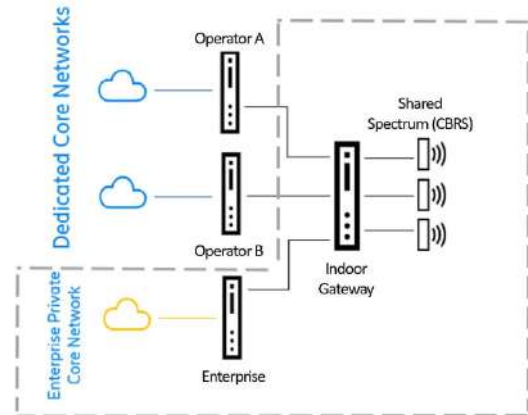 Dedicated Core Networks
Operator A
Shared
Spectrum (CBRS)
Operator B
Indoor
Gateway
Enterprise Private
Core Network
Enterprise